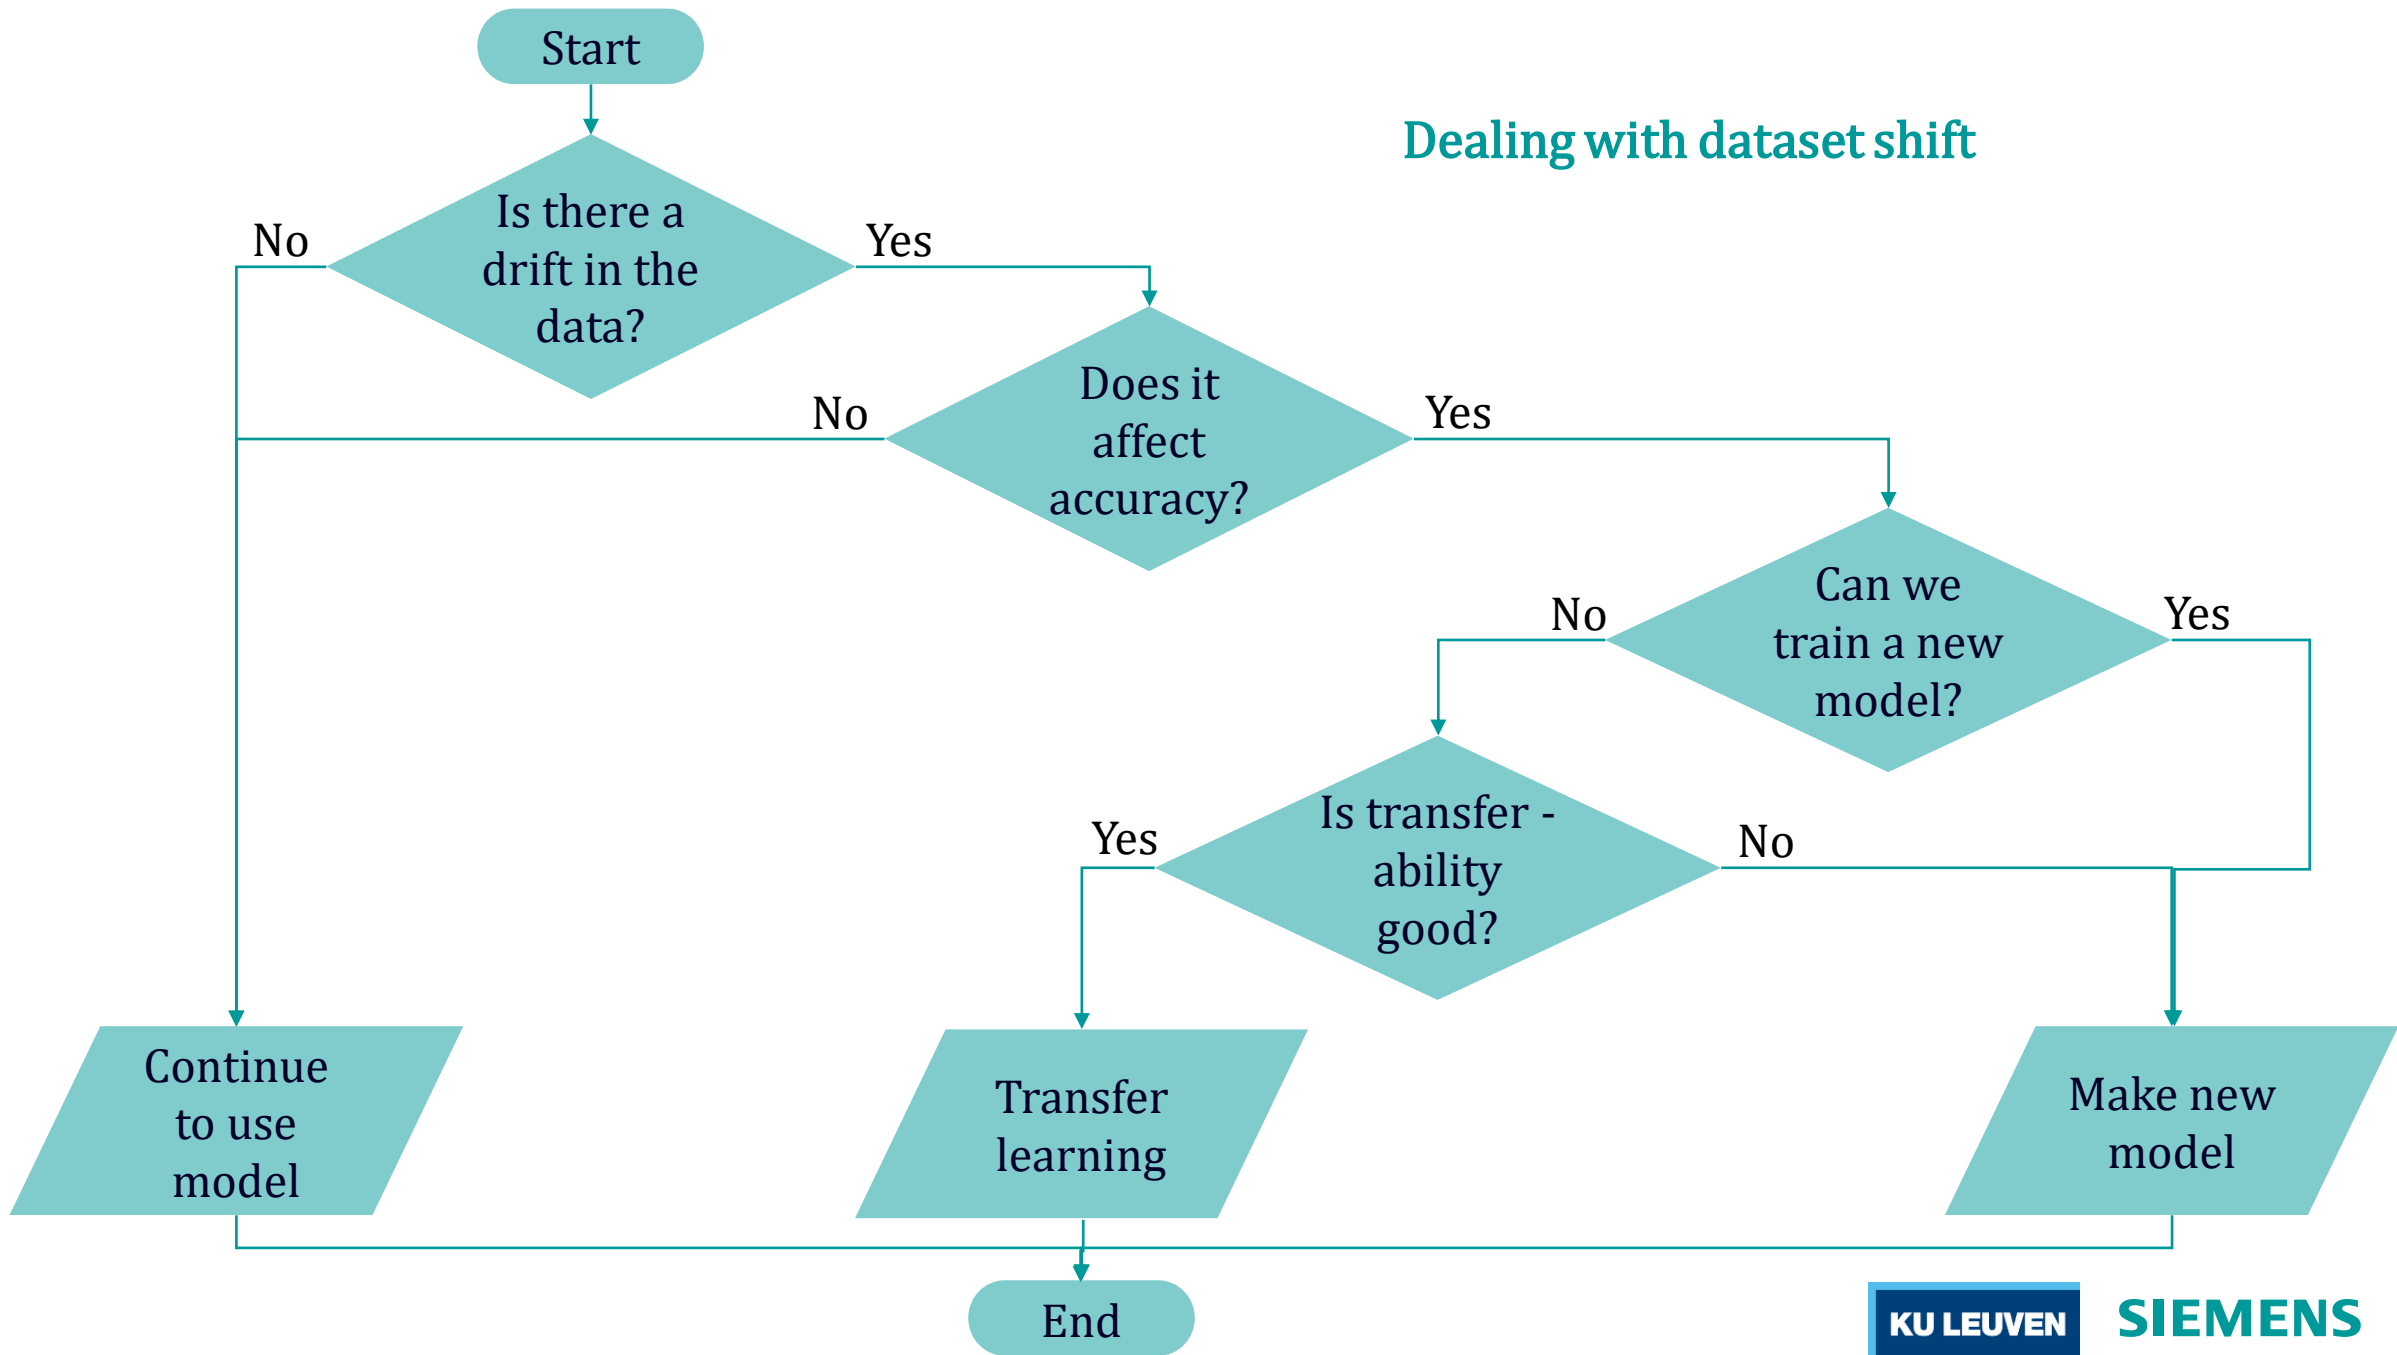 Start
Dealing with dataset shift
Is there a
drift in the
data?
No
Yes
Does it
affect
accuracy?
No
Yes
Can we
train a new
model?
No
Yes
Is transfer -
ability
good?
Yes
No
Continue
to use
model
Transfer
learning
Make new
model
End
KU LEUVEN
SIEMENS